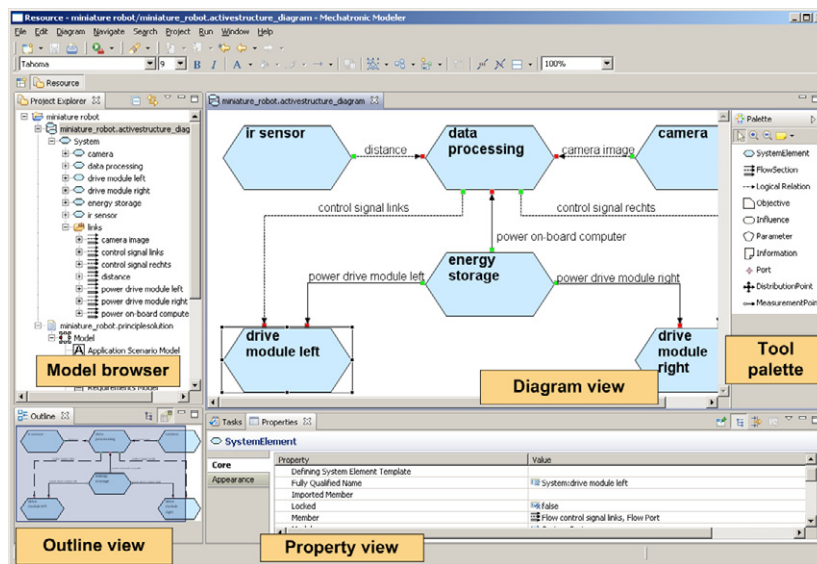 Resource - miniature robot/miniature_robot.activestructure_diagram - Mechatronic Modeler
File Edit Diagram Navigate Search Project Run Window Help
Tahoma 9 B I A 100%
Resource
Project Explorer
miniature robot
miniature_robot.activestructure_diag
System
camera
data processing
drive module left
drive module right
energy storage
ir sensor
links
camera image
control signal links
control signal rechts
distance
power drive module left
power drive module right
power on-board compute
miniature_robot.principlesolution
Model
Application Scenario Model
Model browser
Requirements Model
miniature_robot.activestructure_diagram
ir sensor
data
processing
camera
distance
camera image
control signal links
control signal rechts
power on-board computer
energy
storage
power drive module left
power drive module right
drive
module left
drive
module
right
Diagram view
Palette
SystemElement
FlowSection
Logical Relation
Objective
Influence
Parameter
Information
Port
DistributionPoint
MeasurementPoin
Tool
palette
Outline
Outline view
Tasks Properties
SystemElement
Core
Appearance
Property Value
Defining System Element Template
Fully Qualified Name System:drive module left
Imported Member
Locked false
Member Flow control signal links, Flow Port
Property view